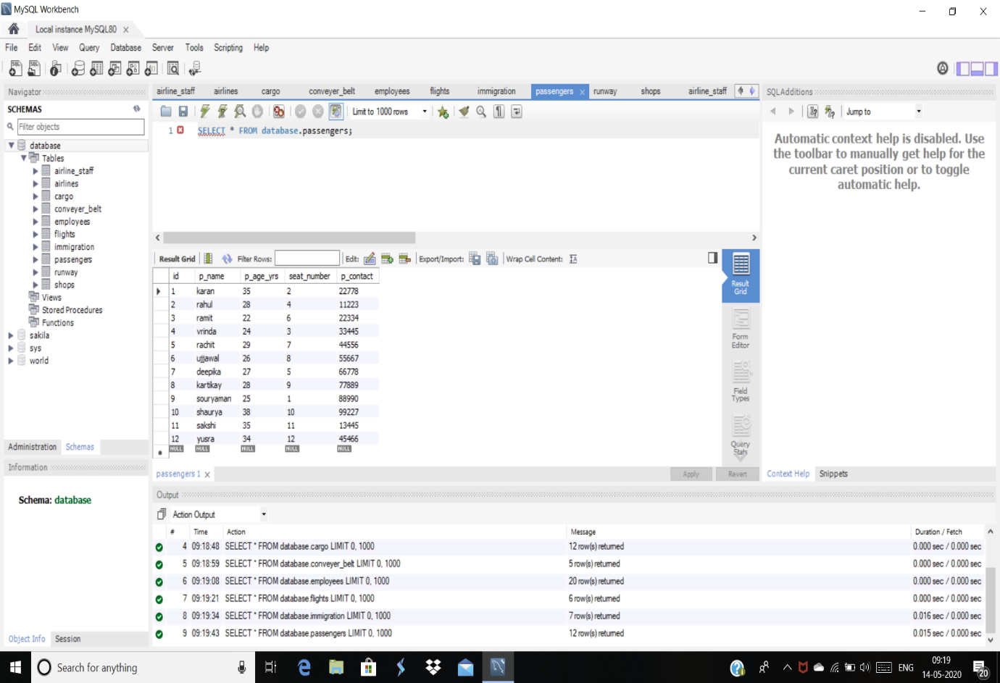 MySQL Workbench
Local instance MySQL80 x
File Edit View Query Database Server Tools Scripting Help
Navigator
SCHEMAS
Filter objects
database
Tables
airline_staff
airlines
cargo
conveyer_belt
employees
flights
immigration
passengers
runway
shops
Views
Stored Procedures
Functions
sakila
sys
world
Administration Schemas
Information
Schema: database
Object Info Session
airline_staff airlines cargo conveyer_belt employees flights immigration passengers x runway shops airline_staff
Limit to 1000 rows
1 SELECT * FROM database.passengers;
Result Grid Filter Rows: Edit: Export/Import: Wrap Cell Content: IA
id p_name p_age_yrs seat_number p_contact
1 karan 35 2 22778
2 rahul 28 4 11223
3 ramit 22 6 22334
4 vrinda 24 3 33445
5 rachit 29 7 44556
6 ujjawal 26 8 55667
7 deepika 27 5 66778
8 kartikay 28 9 77889
9 souryaman 25 1 88990
10 shaurya 38 10 99227
11 sakshi 35 11 13445
12 yusra 34 12 45466
NULL NULL NULL NULL NULL
Result
Grid
Form
Editor
Field
Types
Query
Stats
passengers 1 x
Apply Revert
SQLAdditions
Jump to
Automatic context help is disabled. Use
the toolbar to manually get help for the
current caret position or to toggle
automatic help.
Context Help Snippets
Output
Action Output
# Time Action Message Duration / Fetch
4 09:18:48 SELECT * FROM database.cargo LIMIT 0, 1000 12 row(s) returned 0.000 sec / 0.000 sec
5 09:18:59 SELECT * FROM database.conveyer_belt LIMIT 0, 1000 5 row(s) returned 0.000 sec / 0.000 sec
6 09:19:08 SELECT * FROM database.employees LIMIT 0, 1000 20 row(s) returned 0.000 sec / 0.000 sec
7 09:19:21 SELECT * FROM database.flights LIMIT 0, 1000 6 row(s) returned 0.000 sec / 0.000 sec
8 09:19:34 SELECT * FROM database.immigration LIMIT 0, 1000 7 row(s) returned 0.016 sec / 0.000 sec
9 09:19:43 SELECT * FROM database.passengers LIMIT 0, 1000 12 row(s) returned 0.015 sec / 0.000 sec
Search for anything
ENG
09:19
14-05-2020
20